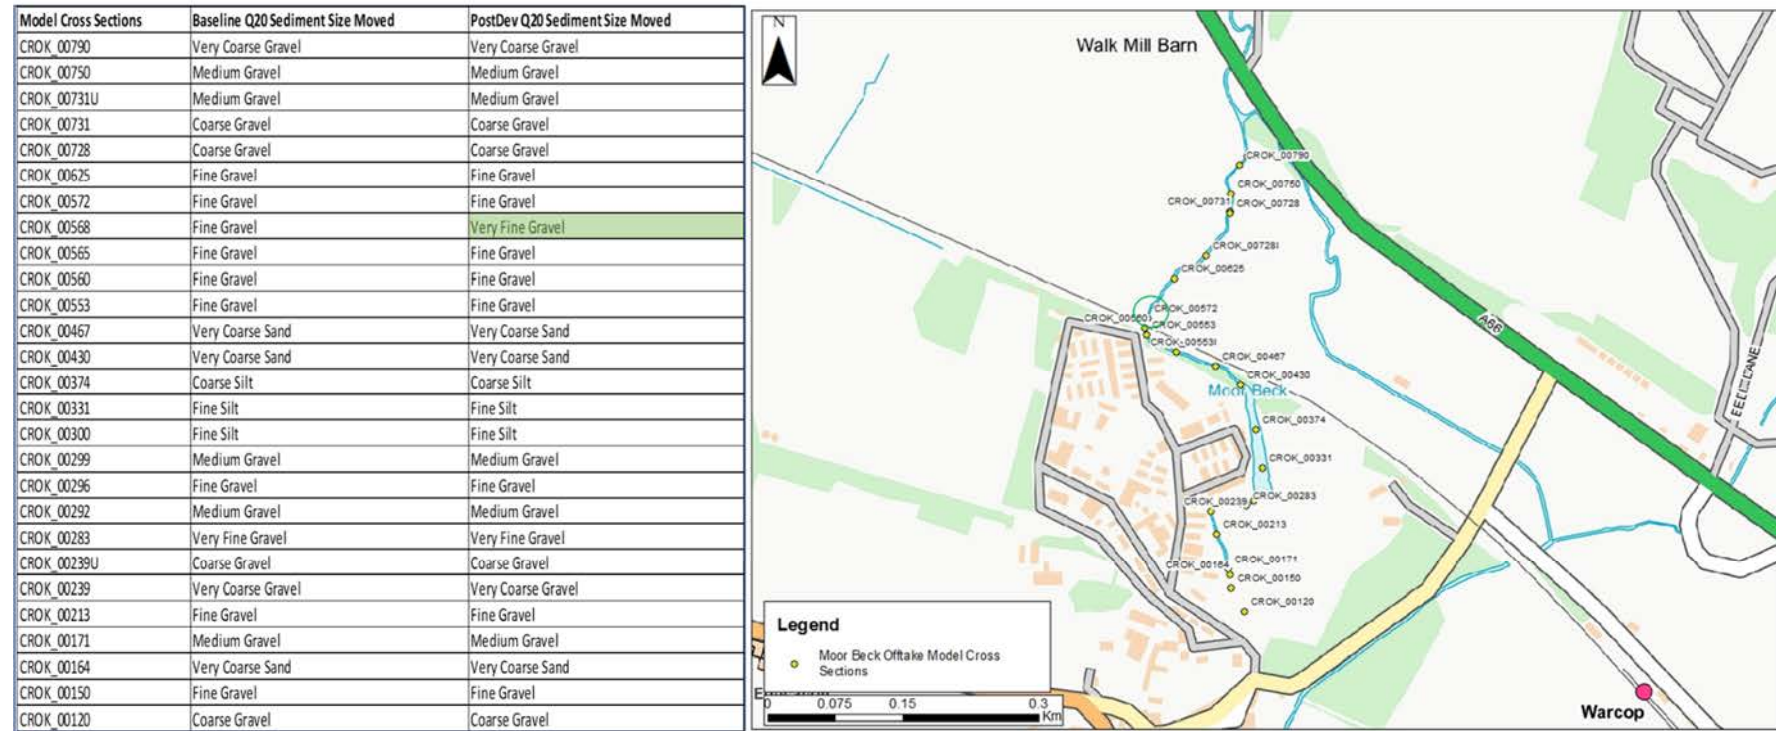 Model Cross Sections Baseline Q20 Sediment Size Moved PostDev Q20 Sediment Size Moved
CROK_00790 Very Coarse Gravel Very Coarse Gravel
CROK_00750 Medium Gravel Medium Gravel
CROK_00731U Medium Gravel Medium Gravel
CROK_00731 Coarse Gravel Coarse Gravel
CROK_00728 Coarse Gravel Coarse Gravel
CROK_00625 Fine Gravel Fine Gravel
CROK_00572 Fine Gravel Fine Gravel
CROK_00568 Fine Gravel Very Fine Gravel
CROK_00565 Fine Gravel Fine Gravel
CROK_00560 Fine Gravel Fine Gravel
CROK_00553 Fine Gravel Fine Gravel
CROK_00467 Very Coarse Sand Very Coarse Sand
CROK_00430 Very Coarse Sand Very Coarse Sand
CROK_00374 Coarse Silt Coarse Silt
CROK_00331 Fine Silt Fine Silt
CROK_00300 Fine Silt Fine Silt
CROK_00299 Medium Gravel Medium Gravel
CROK_00296 Fine Gravel Fine Gravel
CROK_00292 Medium Gravel Medium Gravel
CROK_00283 Very Fine Gravel Very Fine Gravel
CROK_00239U Coarse Gravel Coarse Gravel
CROK_00239 Very Coarse Gravel Very Coarse Gravel
CROK_00213 Fine Gravel Fine Gravel
CROK_00171 Medium Gravel Medium Gravel
CROK_00164 Very Coarse Sand Very Coarse Sand
CROK_00150 Fine Gravel Fine Gravel
CROK_00120 Coarse Gravel Coarse Gravel
N
Walk Mill Barn
CROK_00790
CROK_00750
CROK_00731 CROK_00728
CROK_00728I
CROK_00625
CROK_00572
CROK_00553
CROK_00553I
CROK_00467
CROK_00430
Moor Beck
CROK_00374
CROK_00331
CROK_00283
CROK_00239
CROK_00213
CROK_00171
CROK_00164
CROK_00150
CROK_00120
A66
Warcop
Legend
Moor Beck Offtake Model Cross
Sections
0 0.075 0.15 0.3
Km